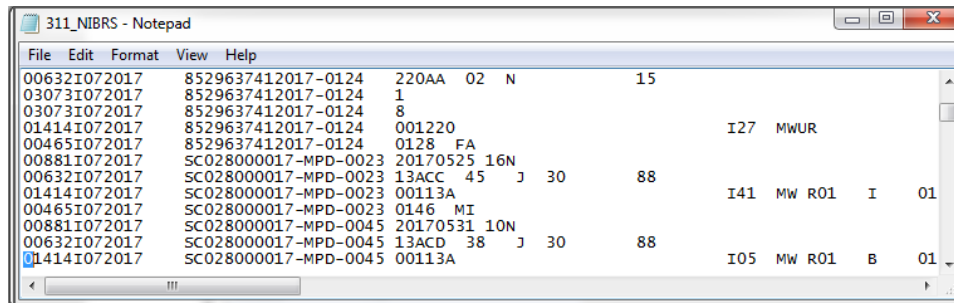 311_NIBRS - Notepad
File Edit Format View Help
00632I072017 8529637412017-0124 220AA 02 N 15
03073I072017 8529637412017-0124 1
03073I072017 8529637412017-0124 8
01414I072017 8529637412017-0124 001220 I27 MWUR
00465I072017 8529637412017-0124 0128 FA
00881I072017 SC028000017-MPD-0023 20170525 16N
00632I072017 SC028000017-MPD-0023 13ACC 45 J 30 88
01414I072017 SC028000017-MPD-0023 00113A I41 MW R01 I 01
00465I072017 SC028000017-MPD-0023 0146 MI
00881I072017 SC028000017-MPD-0045 20170531 10N
00632I072017 SC028000017-MPD-0045 13ACD 38 J 30 88
01414I072017 SC028000017-MPD-0045 00113A I05 MW R01 B 01